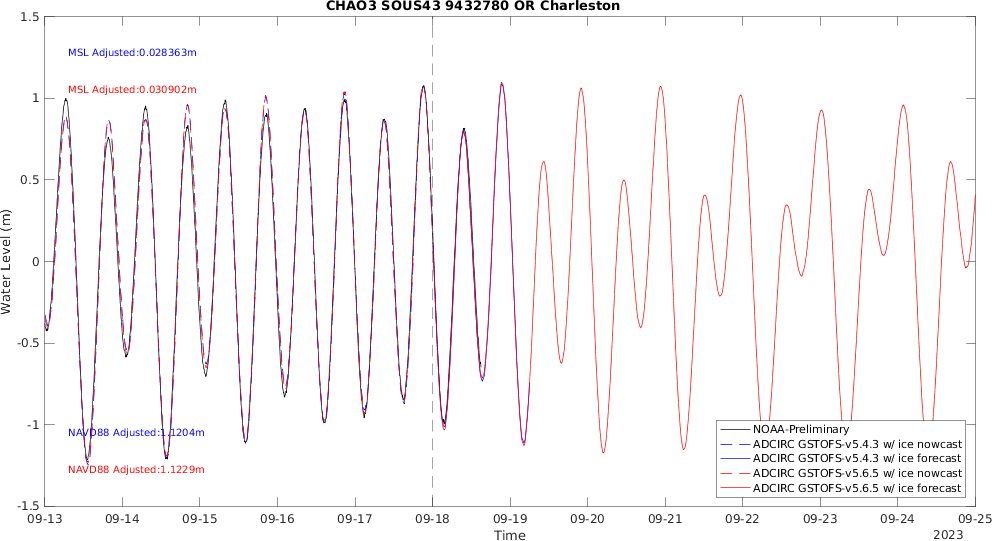 CHAO3 SOUS43 9432780 OR Charleston
1.5
MSL Adjusted:0.028363m
MSL Adjusted:0.030902m
1
0.5
0
-0.5
-1
-1.5
Water Level (m)
NAVD88 Adjusted:1.1204m
NAVD88 Adjusted:1.1229m
NOAA-Preliminary
ADCIRC GSTOFS-v5.4.3 w/ ice nowcast
ADCIRC GSTOFS-v5.4.3 w/ ice forecast
ADCIRC GSTOFS-v5.6.5 w/ ice nowcast
ADCIRC GSTOFS-v5.6.5 w/ ice forecast
09-13 09-14 09-15 09-16 09-17 09-18 09-19 09-20 09-21 09-22 09-23 09-24 09-25
Time
2023